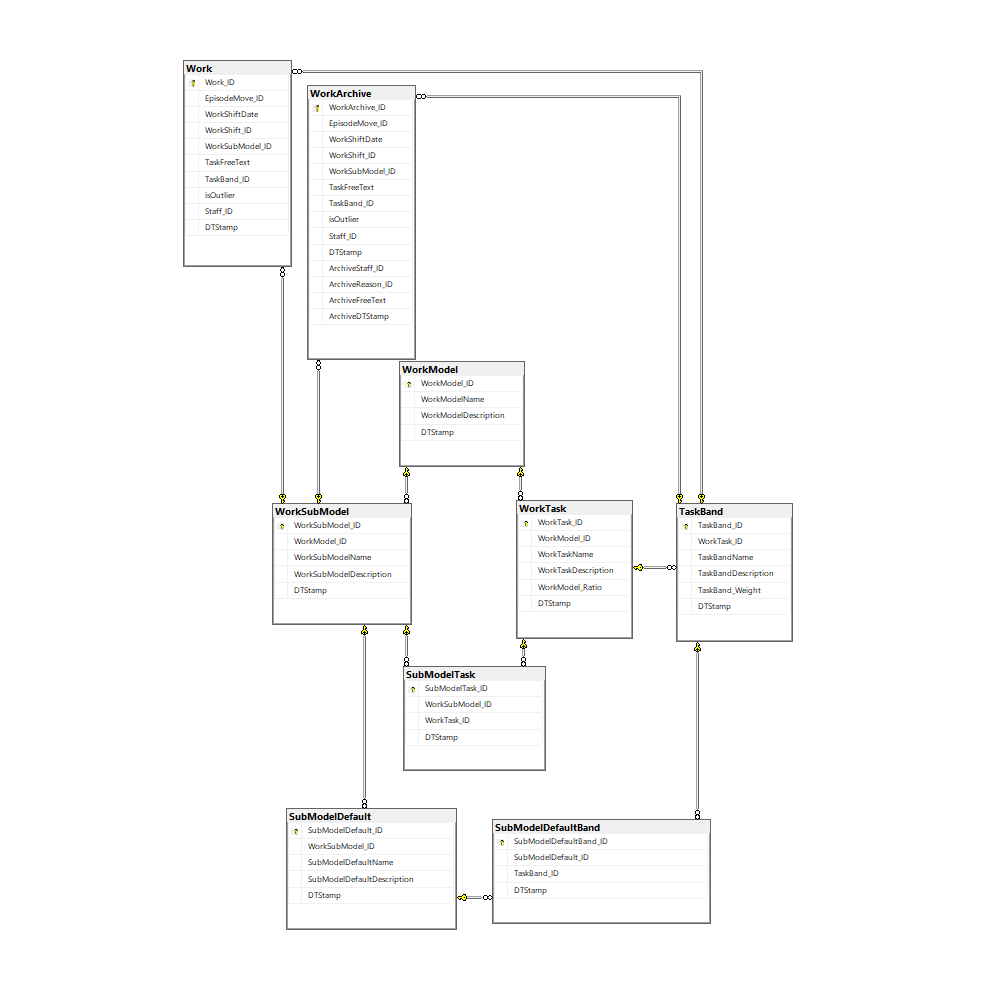 Work
Work_ID
EpisodeMove_ID
WorkShiftDate
WorkShift_ID
WorkSubModel_ID
TaskFreeText
TaskBand_ID
isOutlier
Staff_ID
DTStamp
WorkArchive
WorkArchive_ID
EpisodeMove_ID
WorkShiftDate
WorkShift_ID
WorkSubModel_ID
TaskFreeText
TaskBand_ID
isOutlier
Staff_ID
DTStamp
ArchiveStaff_ID
ArchiveReason_ID
ArchiveFreeText
ArchiveDTStamp
WorkModel
WorkModel_ID
WorkModelName
WorkModelDescription
DTStamp
WorkSubModel
WorkSubModel_ID
WorkModel_ID
WorkSubModelName
WorkSubModelDescription
DTStamp
WorkTask
WorkTask_ID
WorkModel_ID
WorkTaskName
WorkTaskDescription
WorkModel_Ratio
DTStamp
TaskBand
TaskBand_ID
WorkTask_ID
TaskBandName
TaskBandDescription
TaskBand_Weight
DTStamp
SubModelTask
SubModelTask_ID
WorkSubModel_ID
WorkTask_ID
DTStamp
SubModelDefault
SubModelDefault_ID
WorkSubModel_ID
SubModelDefaultName
SubModelDefaultDescription
DTStamp
SubModelDefaultBand
SubModelDefaultBand_ID
SubModelDefault_ID
TaskBand_ID
DTStamp